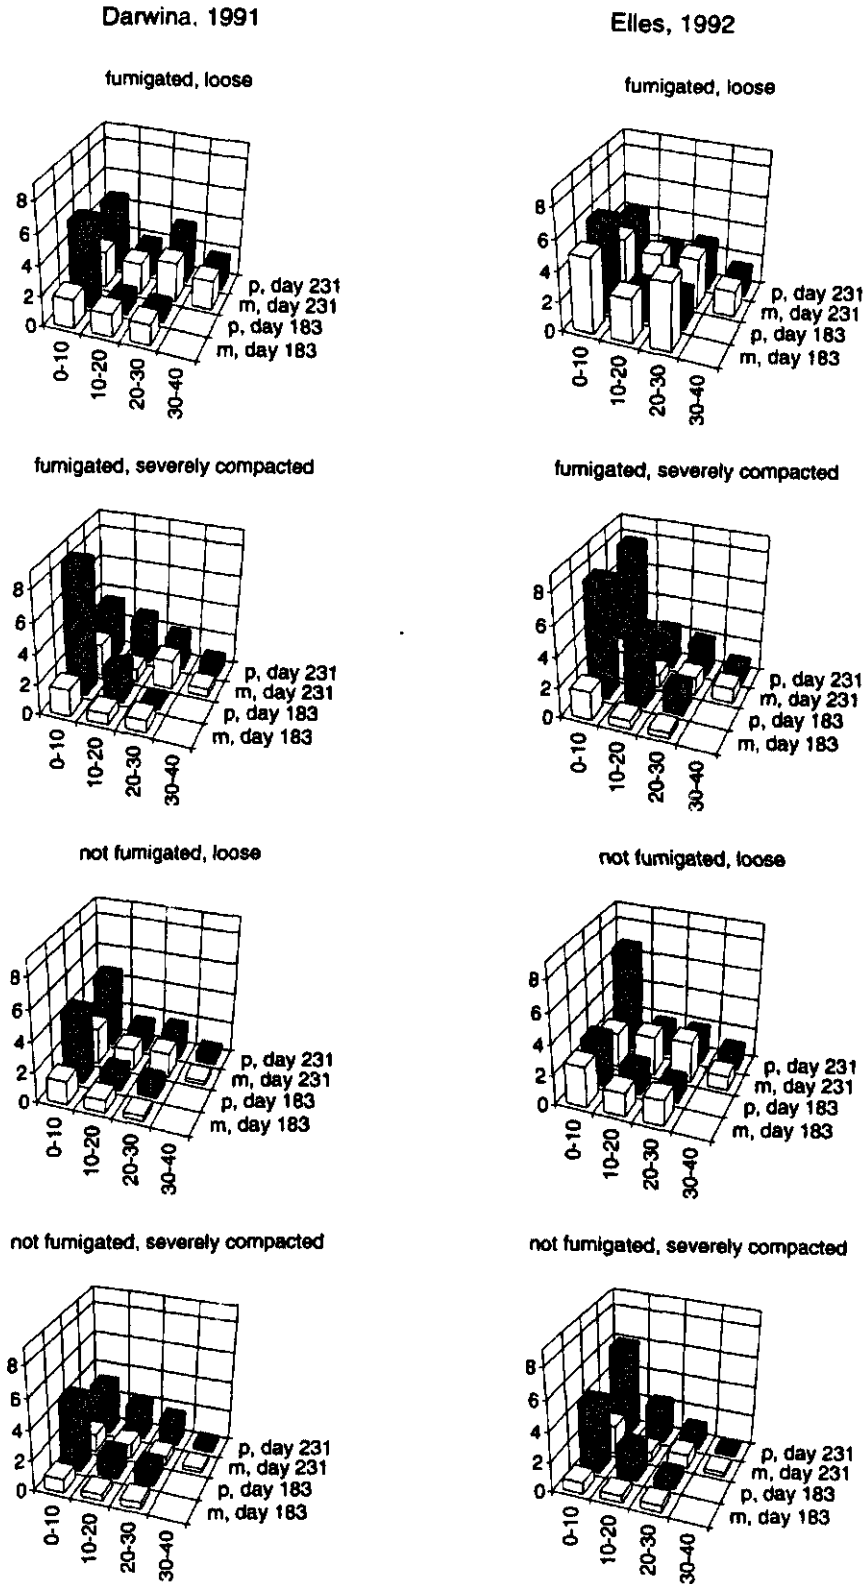 Darwina. 1991
Elles, 1992
fumigated, loose
8
6
4
2
0
p, day 231
m, day 231
p, day 183
m, day 183
0-10
10-20
20-30
30-40
fumigated, loose
8
6
4
2
0
p, day 231
m, day 231
p, day 183
m, day 183
0-10
10-20
20-30
30-40
fumigated, severely compacted
8
6
4
2
0
p, day 231
m, day 231
p, day 183
m, day 183
0-10
10-20
20-30
30-40
fumigated, severely compacted
8
6
4
2
0
p, day 231
m, day 231
p, day 183
m, day 183
0-10
10-20
20-30
30-40
not fumigated, loose
8
6
4
2
0
p, day 231
m, day 231
p, day 183
m, day 183
0-10
10-20
20-30
30-40
not fumigated, loose
8
6
4
2
0
p, day 231
m, day 231
p, day 183
m, day 183
0-10
10-20
20-30
30-40
not fumigated, severely compacted
8
6
4
2
0
p, day 231
m, day 231
p, day 183
m, day 183
0-10
10-20
20-30
30-40
not fumigated, severely compacted
8
6
4
2
0
p, day 231
m, day 231
p, day 183
m, day 183
0-10
10-20
20-30
30-40